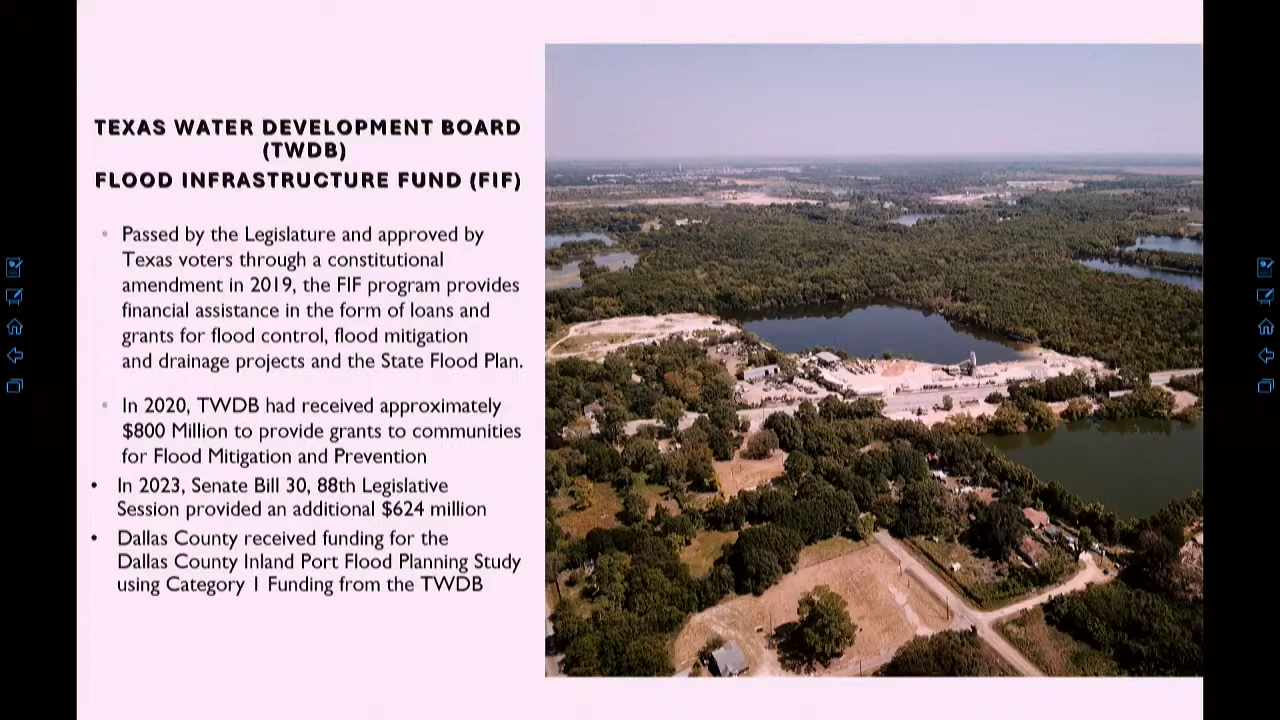 TEXAS WATER DEVELOPMENT BOARD
(TWDB)
FLOOD INFRASTRUCTURE FUND (FIF)
Passed by the Legislature and approved by
Texas voters through a constitutional
amendment in 2019, the FIF program provides
financial assistance in the form of loans and
grants for flood control, flood mitigation
and drainage projects and the State Flood Plan.
In 2020, TWDB had received approximately
$800 Million to provide grants to communities
for Flood Mitigation and Prevention
In 2023, Senate Bill 30, 88th Legislative
Session provided an additional $624 million
Dallas County received funding for the
Dallas County Inland Port Flood Planning Study
using Category 1 Funding from the TWDB